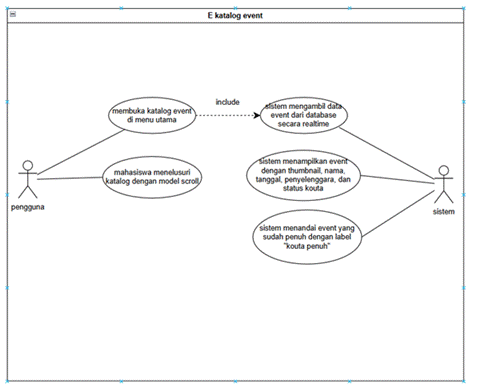 E katalog event
membuka katalog event
di menu utama
include
sistem mengambil data
event dari database
secara realtime
mahasiswa menelusuri
katalog dengan model scroll
sistem menampilkan event
dengan thumbnail, nama,
tanggal, penyelenggara, dan
status kouta
pengguna
sistem
sistem menandai event yang
sudah penuh dengan label
"kouta penuh"